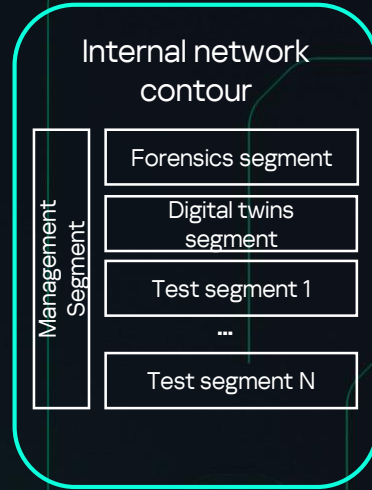 Internal network
contour
Management
Segment
Forensics segment
Digital twins
segment
Test segment 1
...
Test segment N